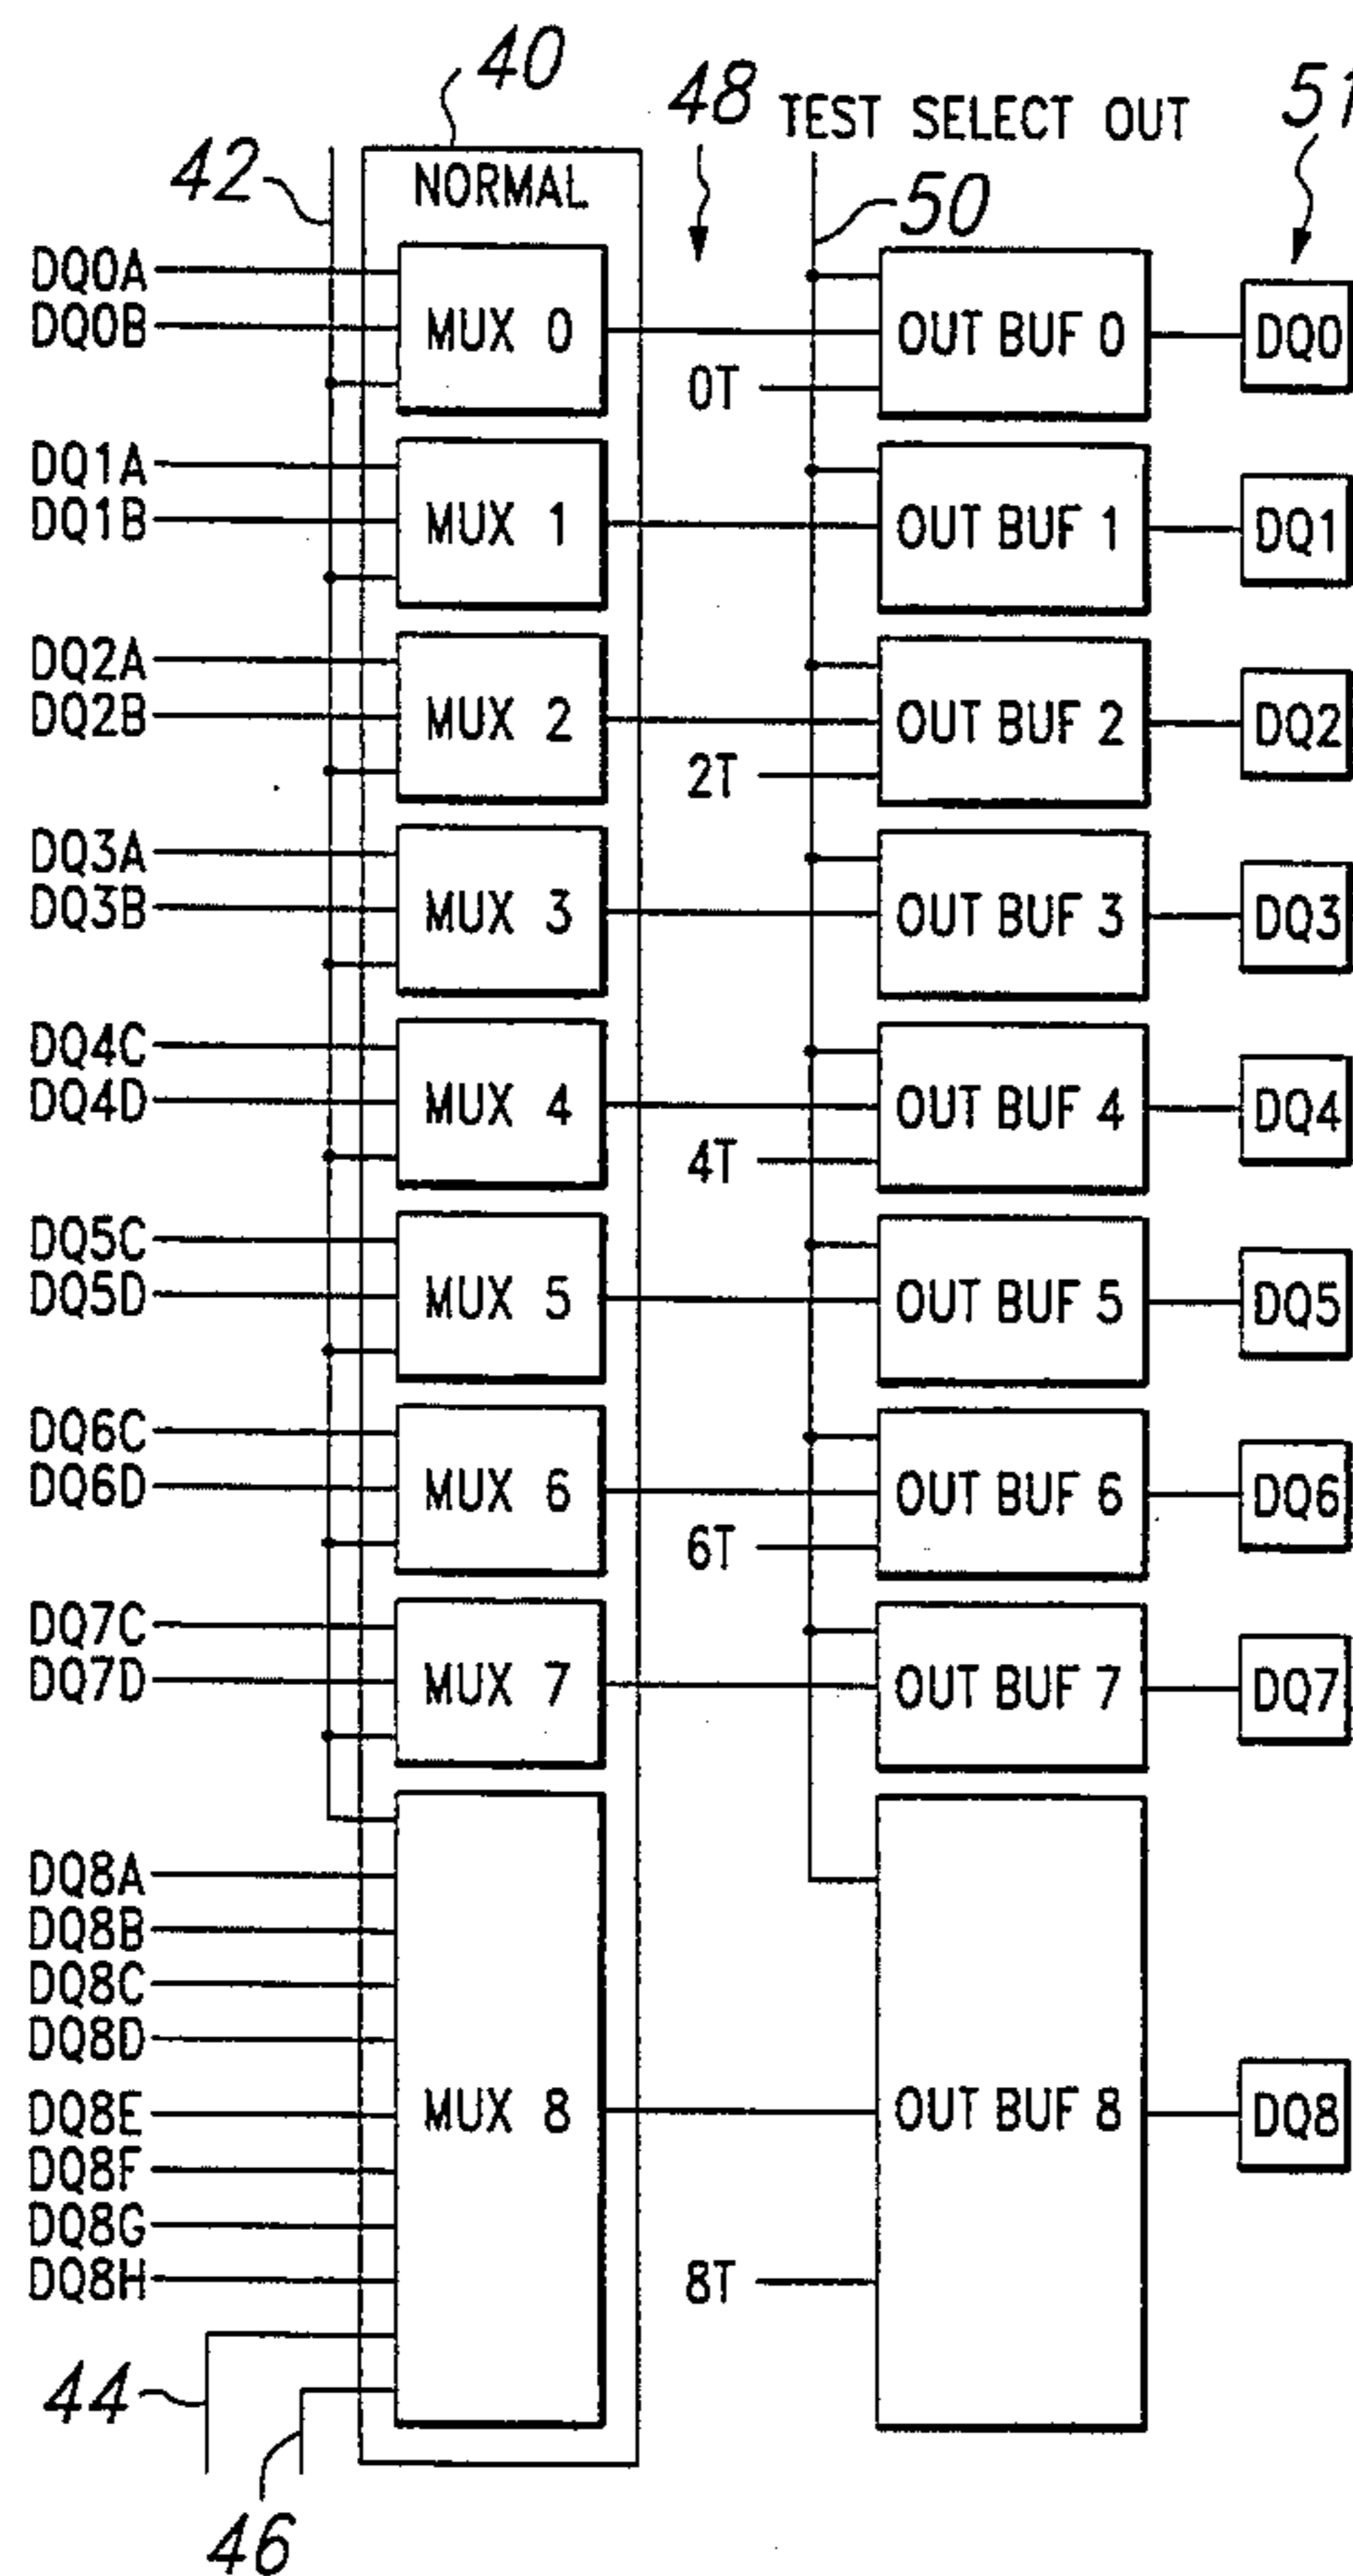 40
48 TEST SELECT OUT 51
42 NORMAL 50
DQ0A
DQ0B MUX 0 OUT BUF 0 DQ0
0T
DQ1A
DQ1B MUX 1 OUT BUF 1 DQ1
DQ2A
DQ2B MUX 2 OUT BUF 2 DQ2
2T
DQ3A
DQ3B MUX 3 OUT BUF 3 DQ3
DQ4C
DQ4D MUX 4 OUT BUF 4 DQ4
4T
DQ5C
DQ5D MUX 5 OUT BUF 5 DQ5
DQ6C
DQ6D MUX 6 OUT BUF 6 DQ6
6T
DQ7C
DQ7D MUX 7 OUT BUF 7 DQ7
DQ8A
DQ8B
DQ8C
DQ8D
DQ8E MUX 8 OUT BUF 8 DQ8
DQ8F
DQ8G
DQ8H 8T
44
46